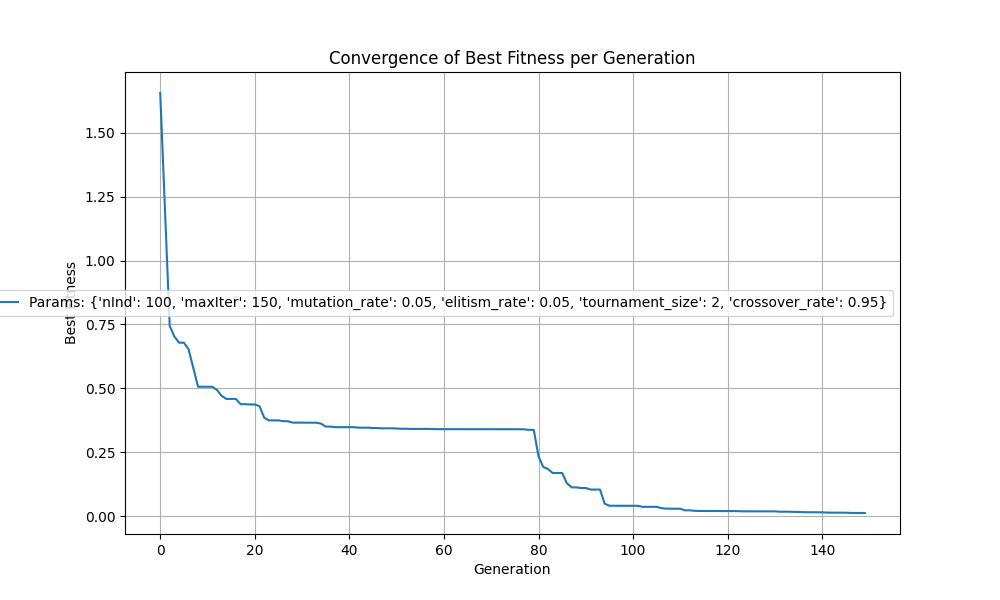 Convergence of Best Fitness per Generation
1.50
1.25
1.00
0.75
0.50
0.25
0.00
Best
Params: {'nInd': 100, 'maxIter': 150, 'mutation_rate': 0.05, 'elitism_rate': 0.05, 'tournament_size': 2, 'crossover_rate': 0.95}
0 20 40 60 80 100 120 140
Generation